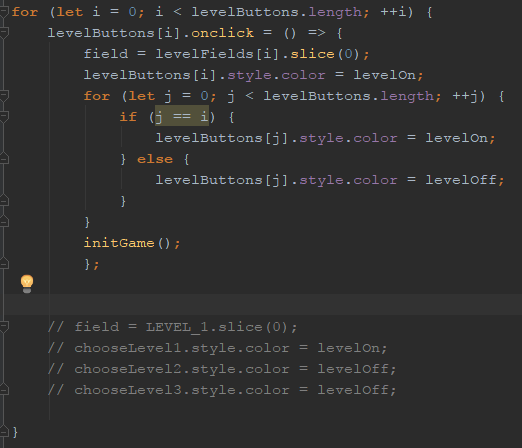 for (let i = 0; i < levelButtons.length; ++i) {
    levelButtons[i].onclick = () => {
        field = levelFields[i].slice(0);
        levelButtons[i].style.color = levelOn;
        for (let j = 0; j < levelButtons.length; ++j) {
            if (j == i) {
                levelButtons[j].style.color = levelOn;
            } else {
                levelButtons[j].style.color = levelOff;
            }
        }
        initGame();
        };
    // field = LEVEL_1.slice(0);
    // chooseLevel1.style.color = levelOn;
    // chooseLevel2.style.color = levelOff;
    // chooseLevel3.style.color = levelOff;
}